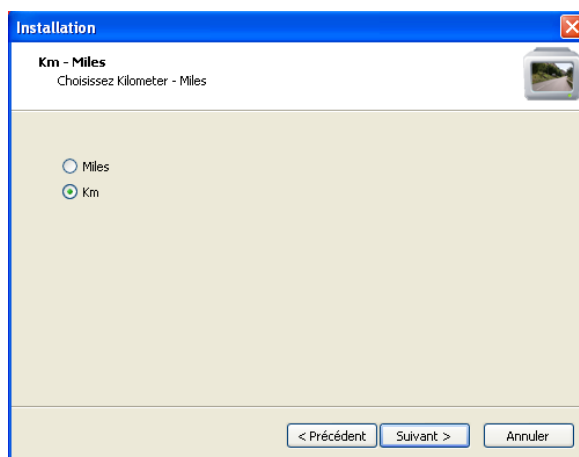 Installation
Km - Miles
Choisissez Kilometer - Miles
Miles
Km
< Précédent
Suivant >
Annuler